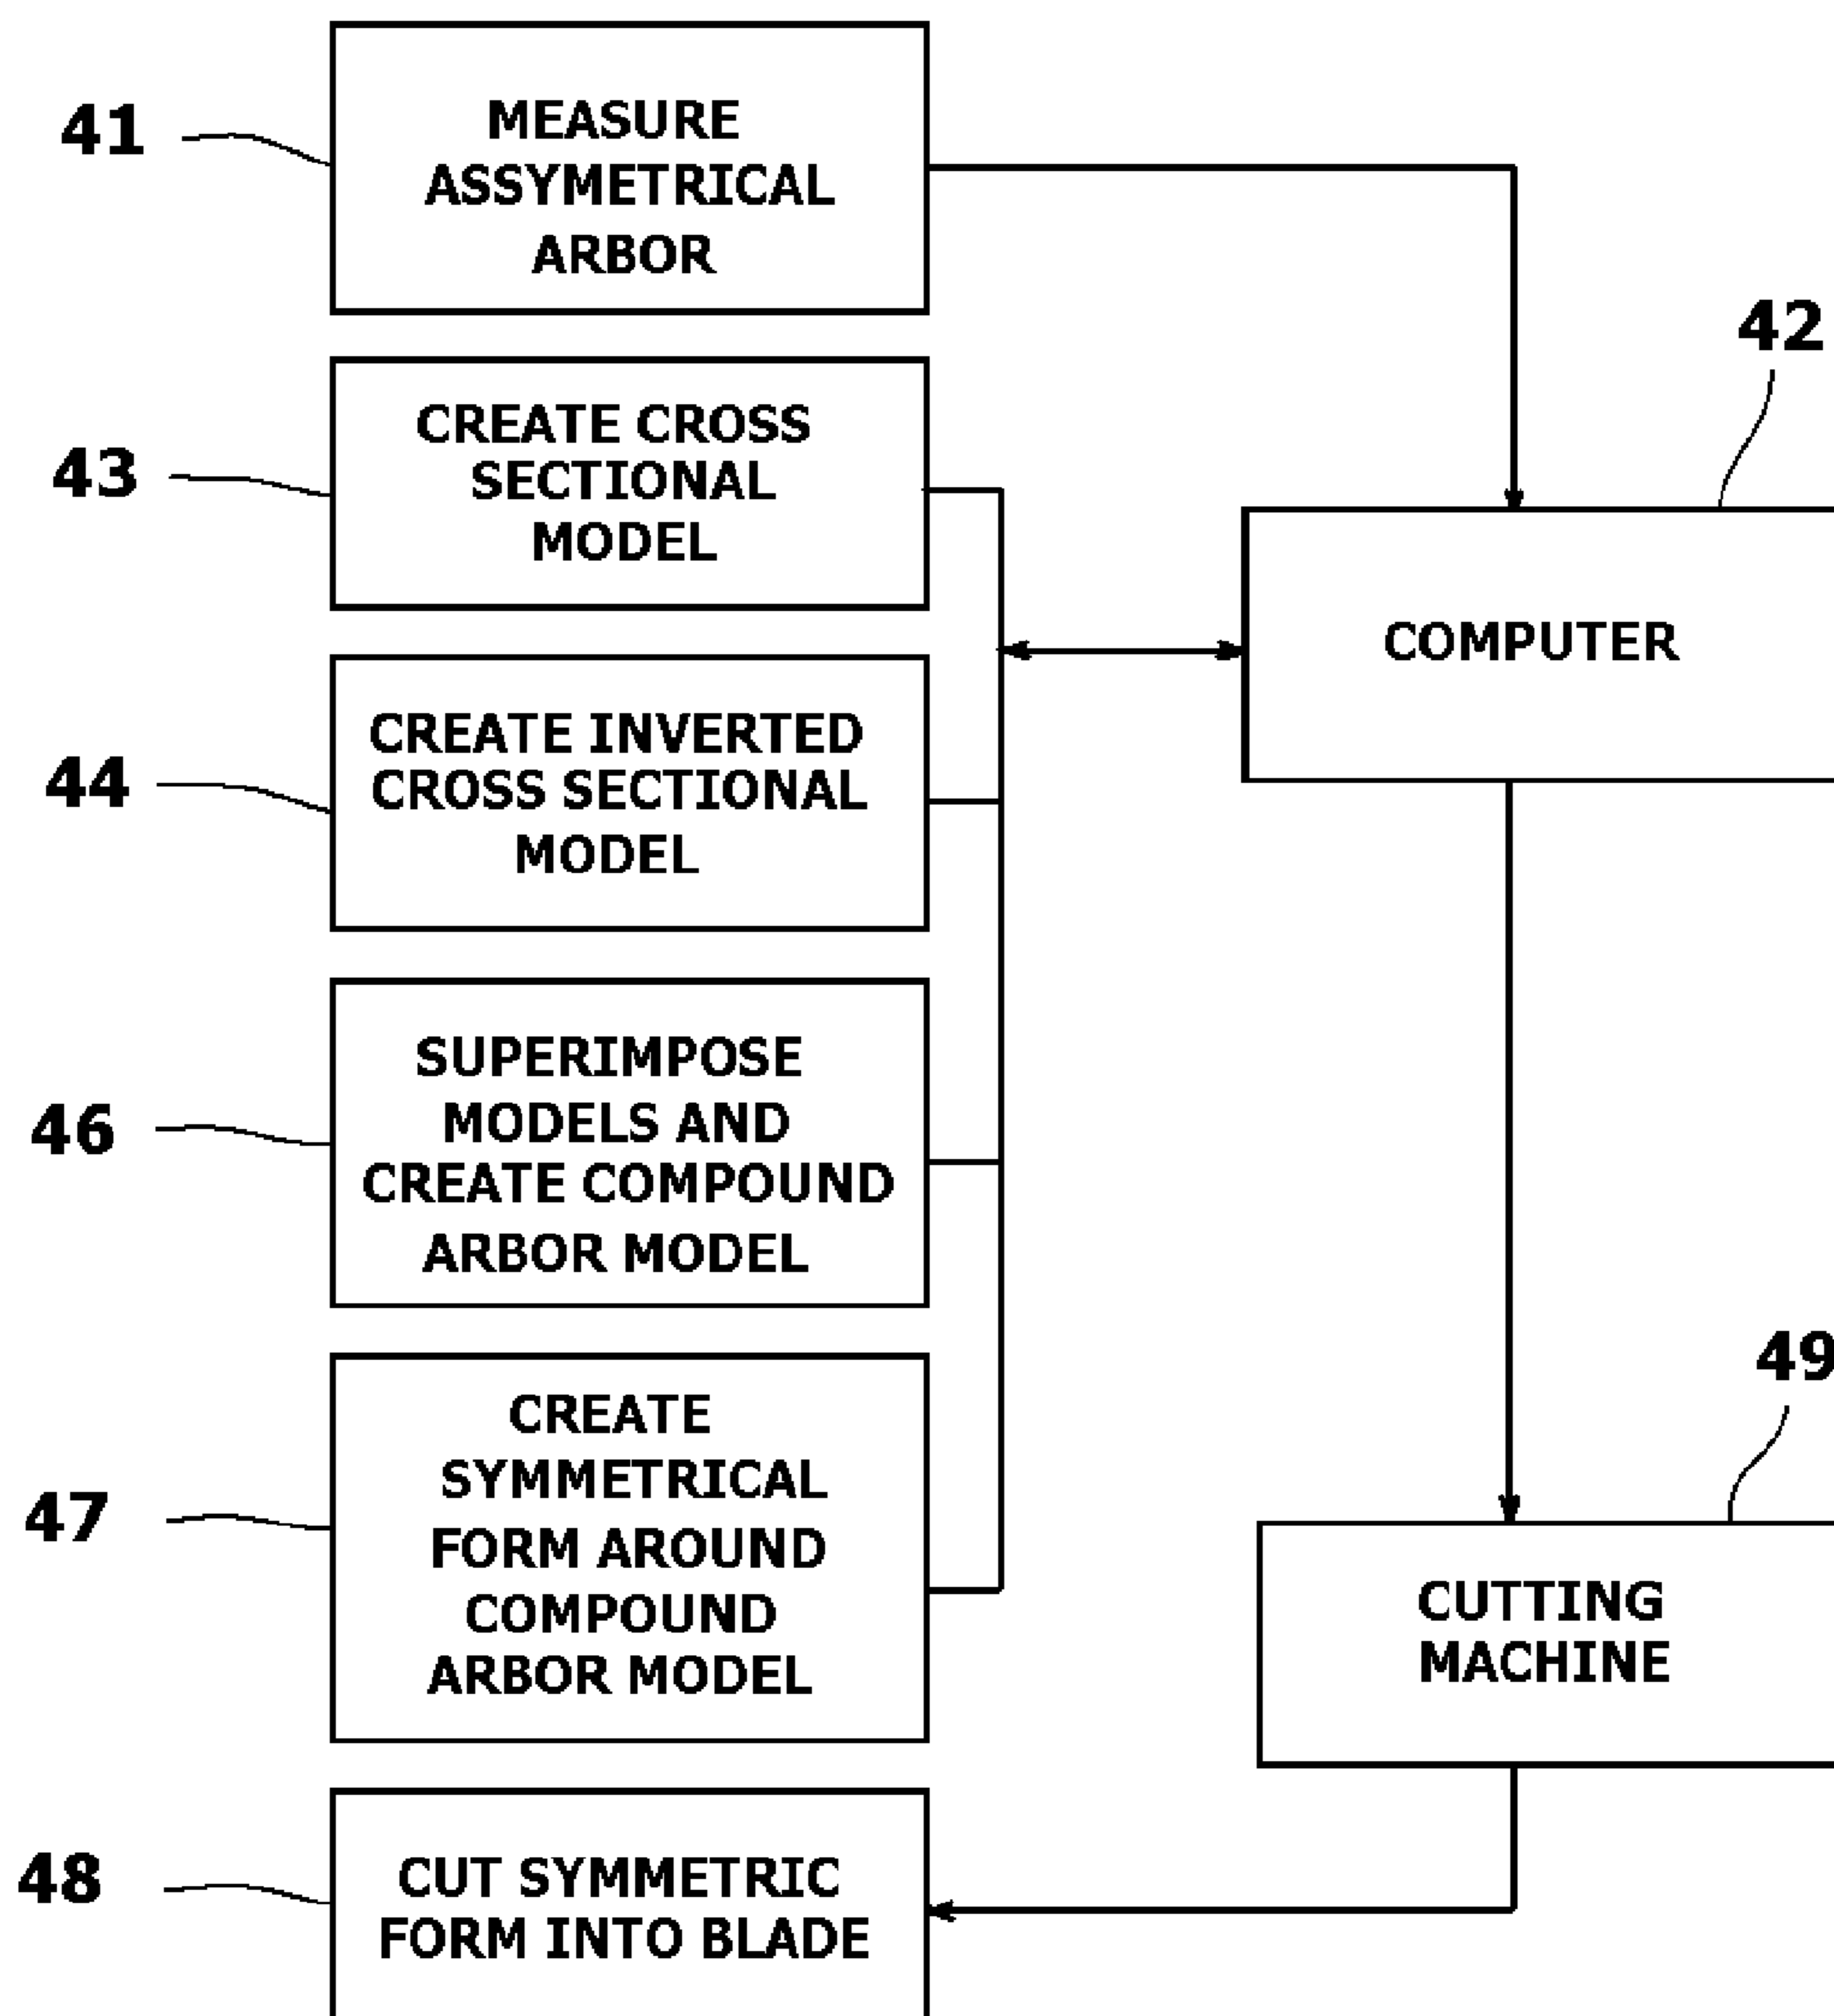 41
MEASURE
ASSYMETRICAL
ARBOR
42
43
CREATE CROSS
SECTIONAL
MODEL
COMPUTER
44
CREATE INVERTED
CROSS SECTIONAL
MODEL
46
SUPERIMPOSE
MODELS AND
CREATE COMPOUND
ARBOR MODEL
49
47
CREATE
SYMMETRICAL
FORM AROUND
COMPOUND
ARBOR MODEL
CUTTING
MACHINE
48
CUT SYMMETRIC
FORM INTO BLADE